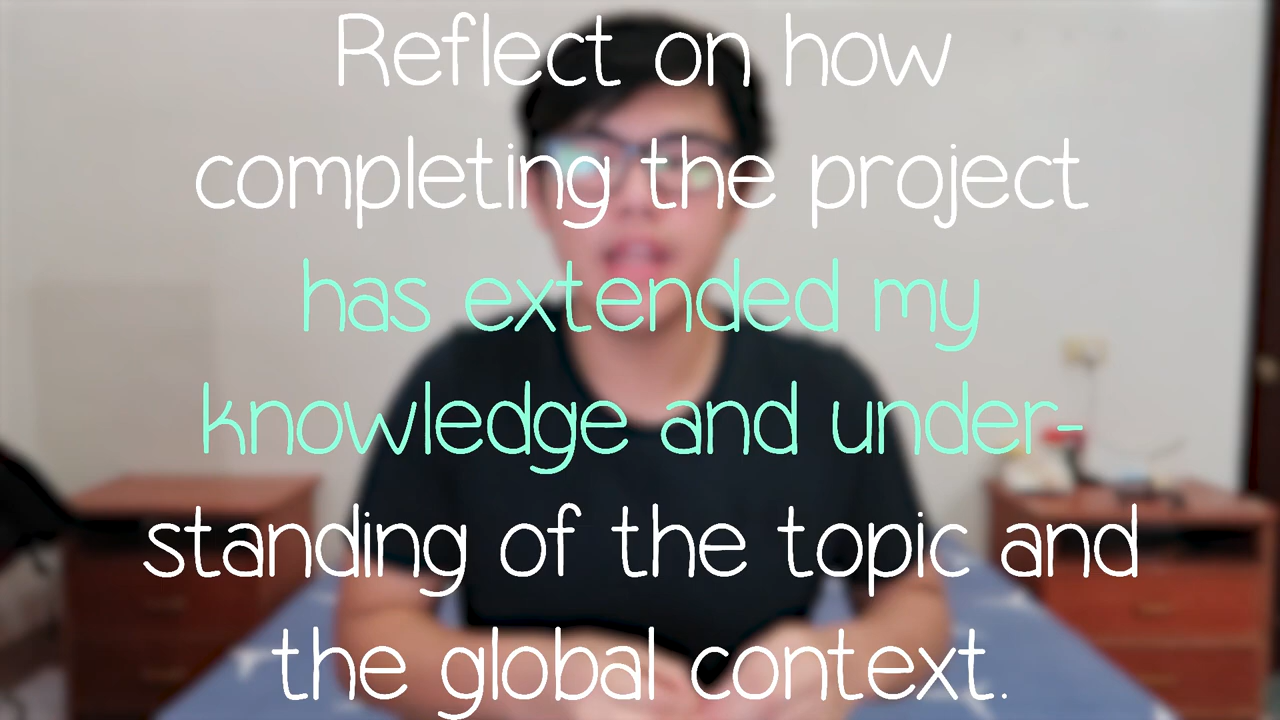 Reflect on how
completing the project
has extended my
knowledge and under-
standing of the topic and
the global context.